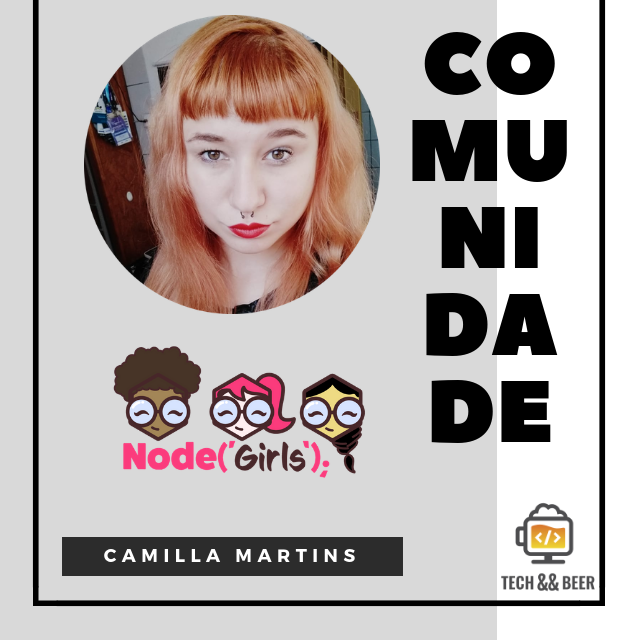 CO
MU
NI
DA
DE
Node('Girls');
CAMILLA MARTINS
</>
TECH && BEER